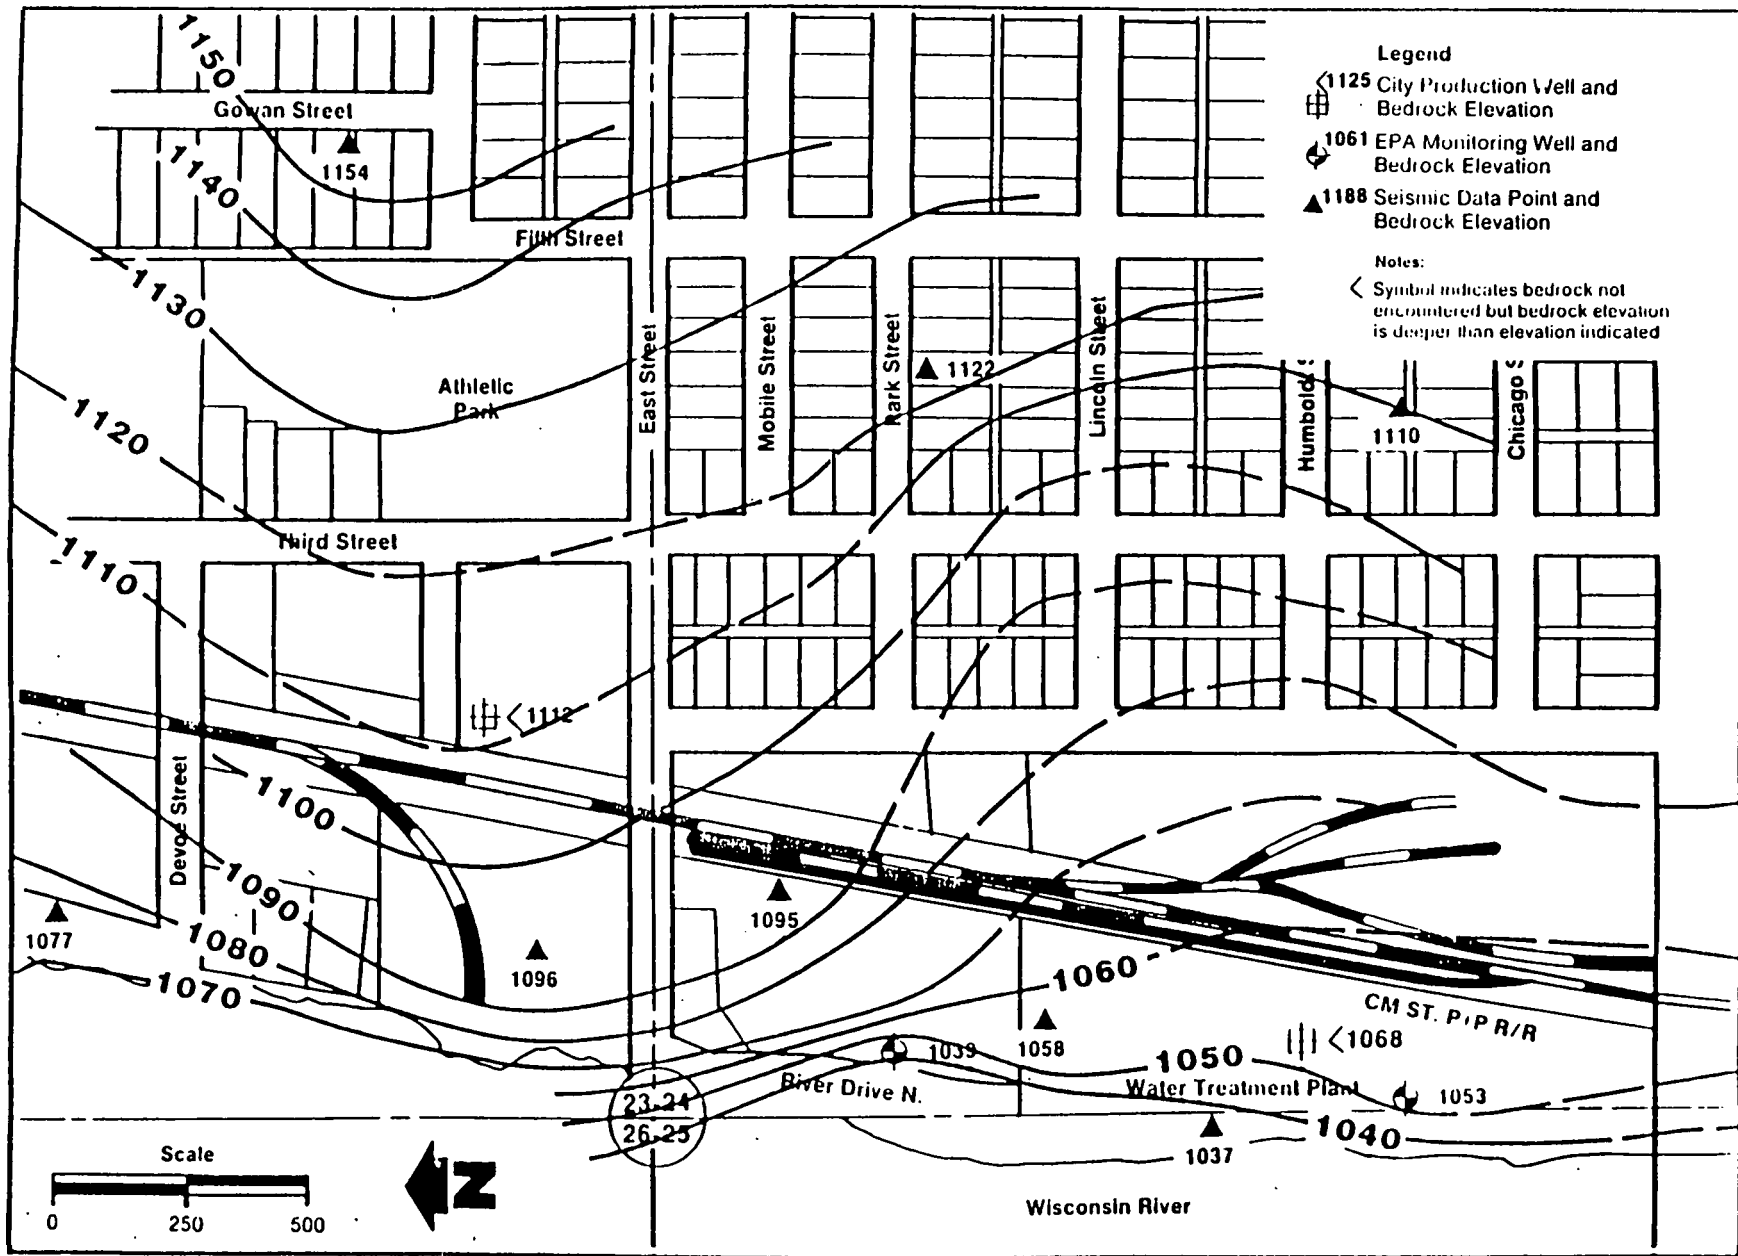 Legend
<1125 City Production Well and
Bedrock Elevation
1061 EPA Monitoring Well and
Bedrock Elevation
1188 Seismic Data Point and
Bedrock Elevation
Notes:
< Symbol indicates bedrock not
encountered but bedrock elevation
is deeper than elevation indicated
1150
Gowan Street
1154
1140
Fifth Street
1130
Athletic
Park
East Street
Mobile Street
Park Street
Lincoln Street
Chicago S
1122
1110
1120
Third Street
1110
<1112
1100
Devoe Street
1090
1080
1070
1077
1096
1095
1060
CM ST. P+P R/R
1039
1058
<1068
1050
River Drive N.
Water Treatment Plant
1053
23-24
26-25
1040
1037
Scale
0 250 500
N
Wisconsin River